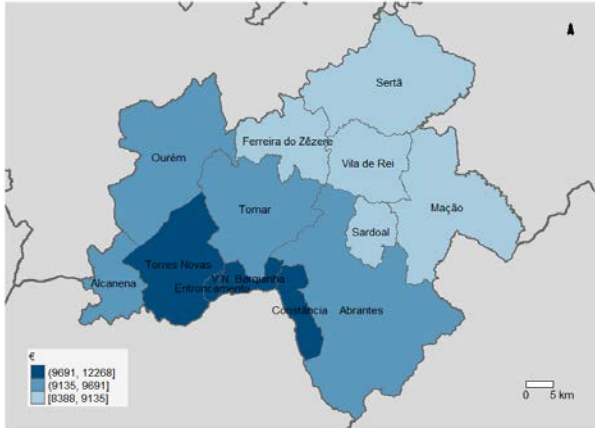 Sertã
Ferreira do Zêzere
Ourém
Vila de Rei
Tomar
Mação
Sardoal
Torres Novas
V.N. Barquinha
Alcanena
Entroncamento
Constância
Abrantes
€
(9691, 12268]
(9135, 9691]
[8388, 9135]
0 5 km